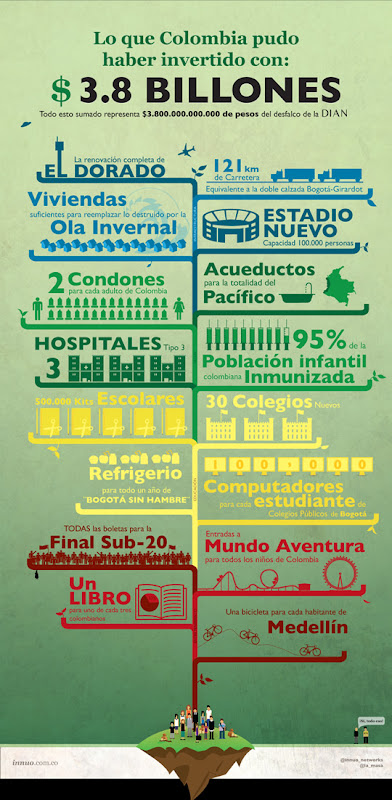 Lo que Colombia pudo
haber invertido con:
$ 3.8 BILLONES
Todo esto sumado representa $3.800.000.000.000 de pesos del desfalco de la DIAN
La renovación completa de
EL DORADO
121 km
de Carretera
Equivalente a la doble calzada Bogotá-Girardot
Viviendas
suficientes para reemplazar lo destruido por la
Ola Invernal
ESTADIO
NUEVO
Capacidad 100.000 personas
2 Condones
para cada adulto de Colombia
Acueductos
para la totalidad del
Pacífico
HOSPITALES Tipo 3
3
95% de la
Población infantil
colombiana Inmunizada
500.000 Kits Escolares
30 Colegios Nuevos
Refrigerio
para todo un año de
"BOGOTÁ SIN HAMBRE"
100,000
Computadores
para cada estudiante de
Colegios Públicos de Bogotá
TODAS las boletas para la
Final Sub-20
Entradas a
Mundo Aventura
para todos los niños de Colombia
Un
LIBRO
para uno de cada tres
colombianos
Una bicicleta para cada habitante de
Medellín
innuo.com.co
@innuo_networks